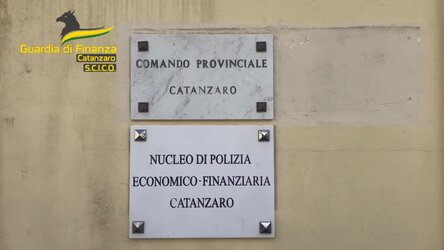 Guardia di Finanza
Catanzaro
S.C.I.C.O.
COMANDO PROVINCIALE
CATANZARO
NUCLEO DI POLIZIA
ECONOMICO-FINANZIARIA
CATANZARO